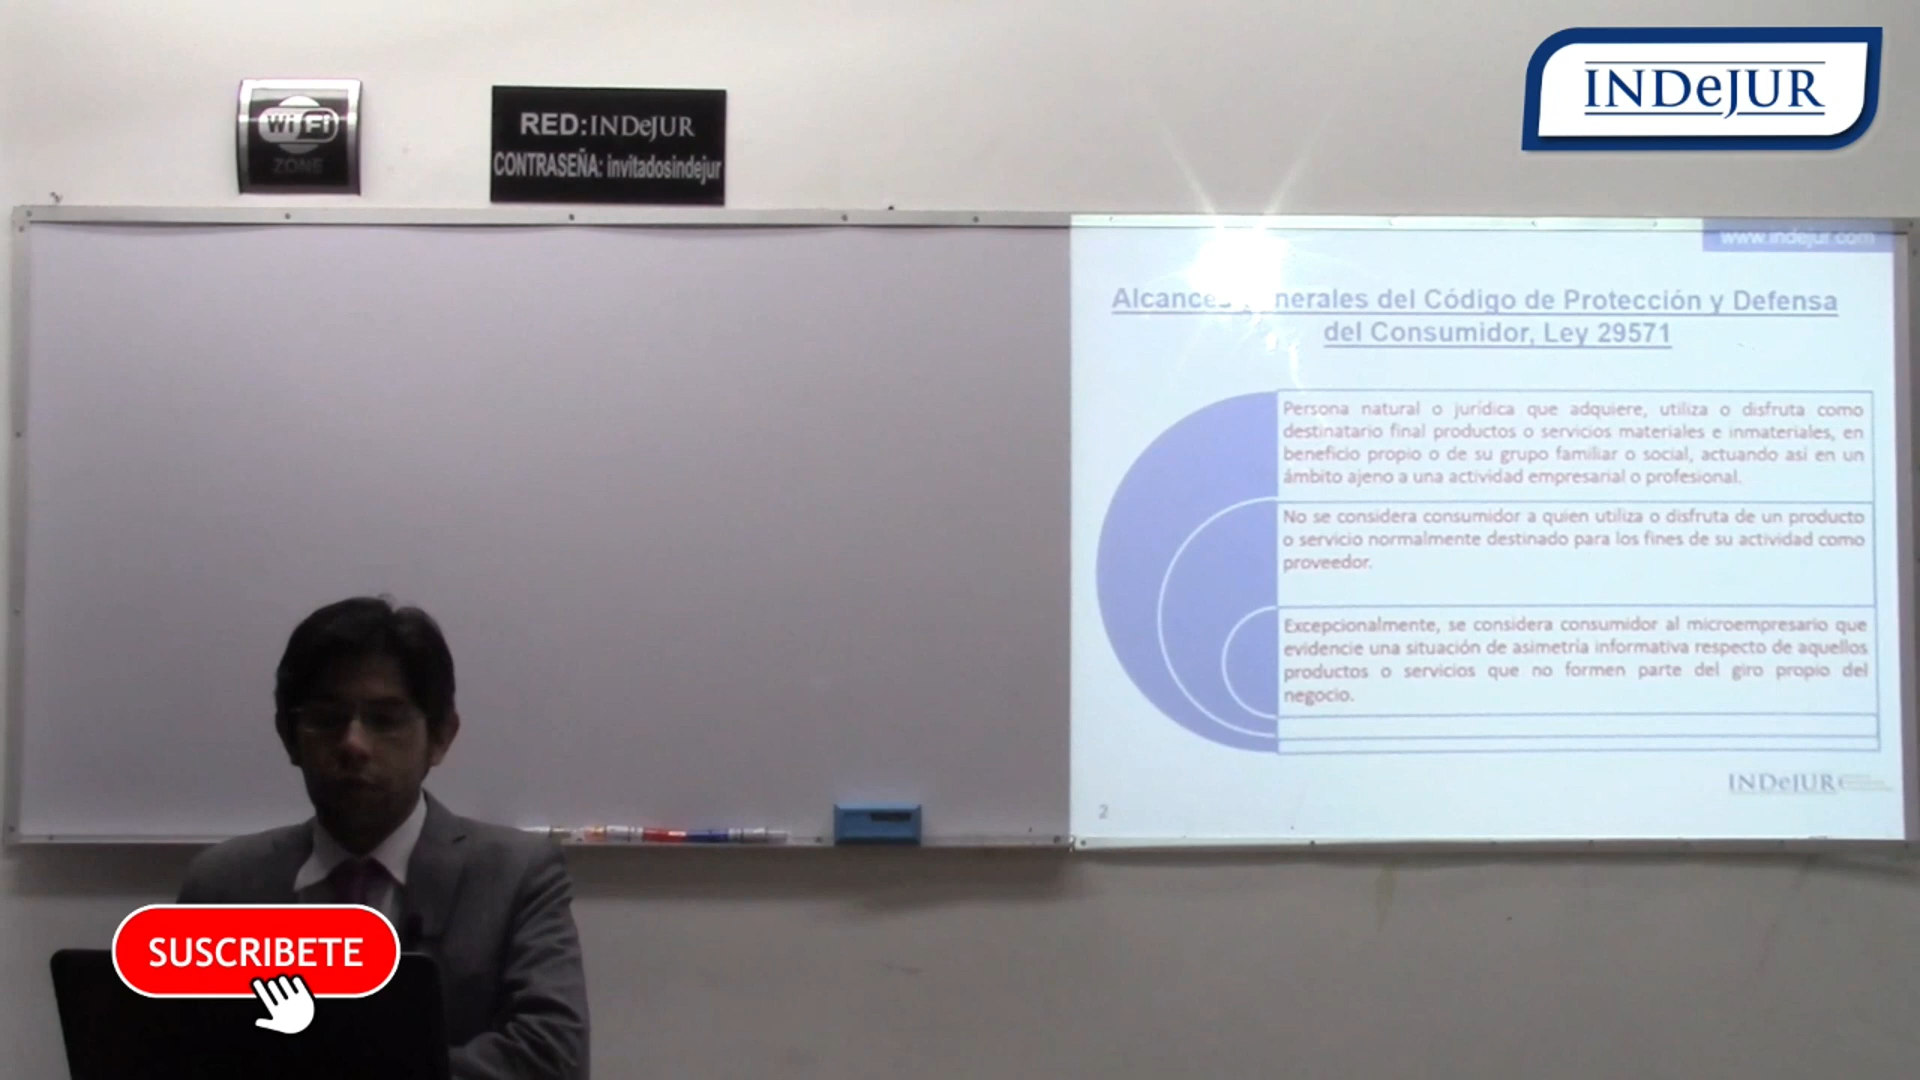 INDeJUR
Wi Fi
ZONE
RED:INDeJUR
CONTRASEÑA: invitadosindejur
www.indejur.com
Alcances nerales del Código de Protección y Defensa
del Consumidor, Ley 29571
Persona natural o jurídica que adquiere, utiliza o disfruta como
destinatario final productos o servicios materiales e inmateriales, en
beneficio propio o de su grupo familiar o social, actuando así en un
ámbito ajeno a una actividad empresarial o profesional.
No se considera consumidor a quien utiliza o disfruta de un producto
o servicio normalmente destinado para los fines de su actividad como
proveedor.
Excepcionalmente, se considera consumidor al microempresario que
evidencie una situación de asimetría informativa respecto de aquellos
productos o servicios que no formen parte del giro propio del
negocio.
INDeJUR
2
SUSCRIBETE